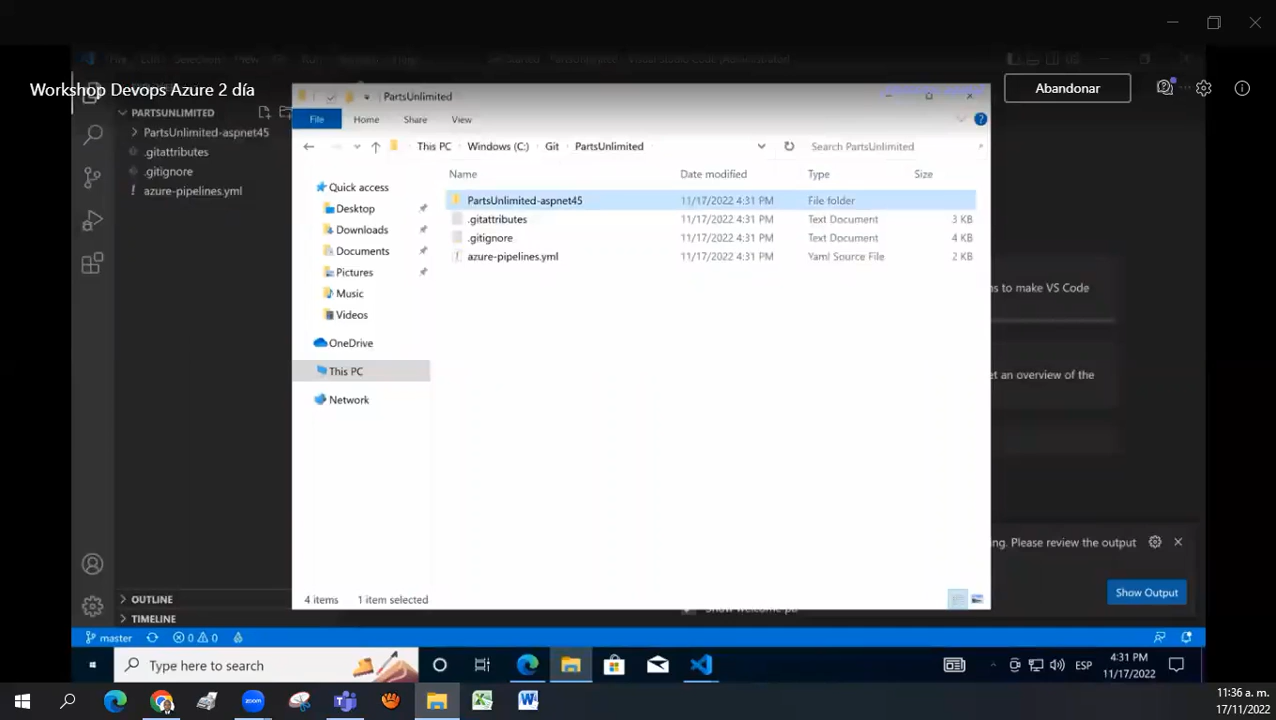 Workshop Devops Azure 2 día
Abandonar
PARTSUNLIMITED
PartsUnlimited-aspnet45
.gitattributes
.gitignore
! azure-pipelines.yml
OUTLINE
TIMELINE
PartsUnlimited
File Home Share View
This PC Windows (C:) Git PartsUnlimited Search PartsUnlimited
Quick access
Desktop
Downloads
Documents
Pictures
Music
Videos
OneDrive
This PC
Network
Name Date modified Type Size
PartsUnlimited-aspnet45 11/17/2022 4:31 PM File folder
.gitattributes 11/17/2022 4:31 PM Text Document 3 KB
.gitignore 11/17/2022 4:31 PM Text Document 4 KB
azure-pipelines.yml 11/17/2022 4:31 PM Yaml Source File 2 KB
4 items 1 item selected
ns to make VS Code
et an overview of the
ng. Please review the output
Show Output
master 0 0
Type here to search
ESP
4:31 PM
11/17/2022
11:36 a. m.
17/11/2022